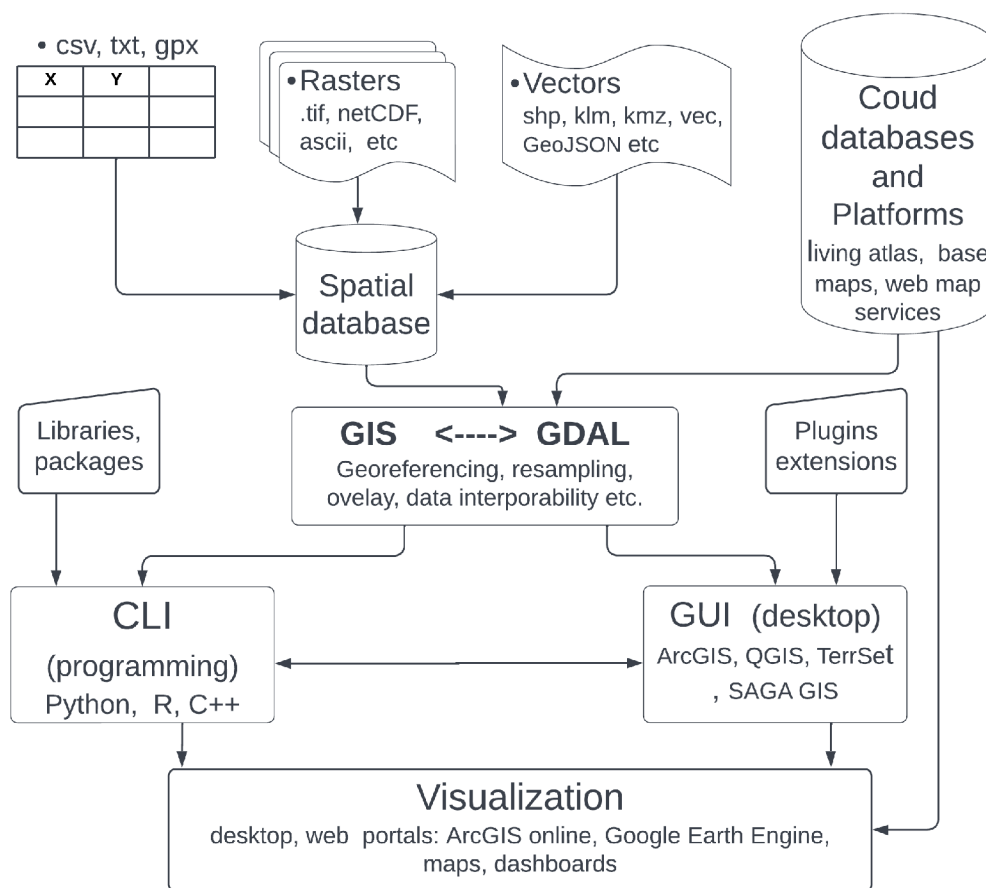 • csv, txt, gpx
X Y
•Rasters
.tif, netCDF,
ascii, etc
•Vectors
shp, klm, kmz, vec,
GeoJSON etc
Coud
databases
and
Platforms
living atlas, base
maps, web map
services
Spatial
database
Libraries,
packages
GIS <----> GDAL
Georeferencing, resampling,
ovelay, data interporability etc.
Plugins
extensions
CLI
(programming)
Python, R, C++
GUI (desktop)
ArcGIS, QGIS, TerrSet
, SAGA GIS
Visualization
desktop, web portals: ArcGIS online, Google Earth Engine,
maps, dashboards